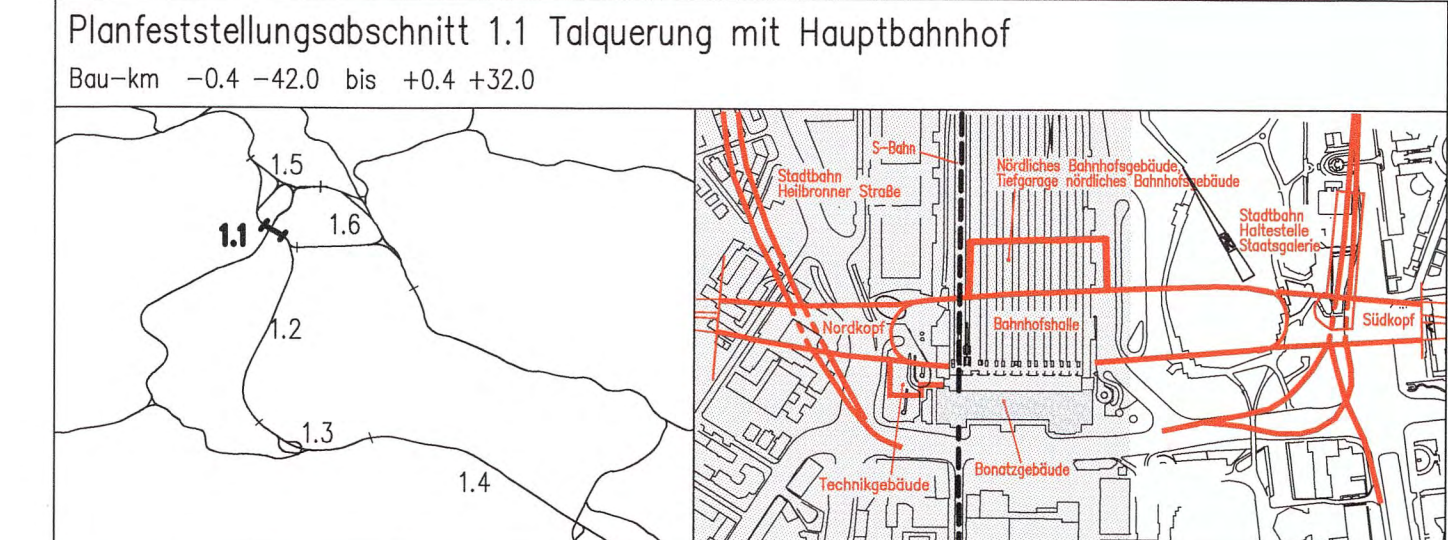 Planfeststellungsabschnitt 1.1 Talquerung mit Hauptbahnhof
Bau-km -0.4 -42.0 bis +0.4 +32.0
1.5
1.6
1.1
1.2
1.3
1.4
S-Bahn
Stadtbahn
Heilbronner Straße
Nördliches Bahnhofsgebäude,
Tiefgarage nördliches Bahnhofsgebäude
Stadtbahn
Haltestelle
Staatsgalerie
Nordkopf
Bahnhofshalle
Südkopf
Technikgebäude
Bonatzgebäude